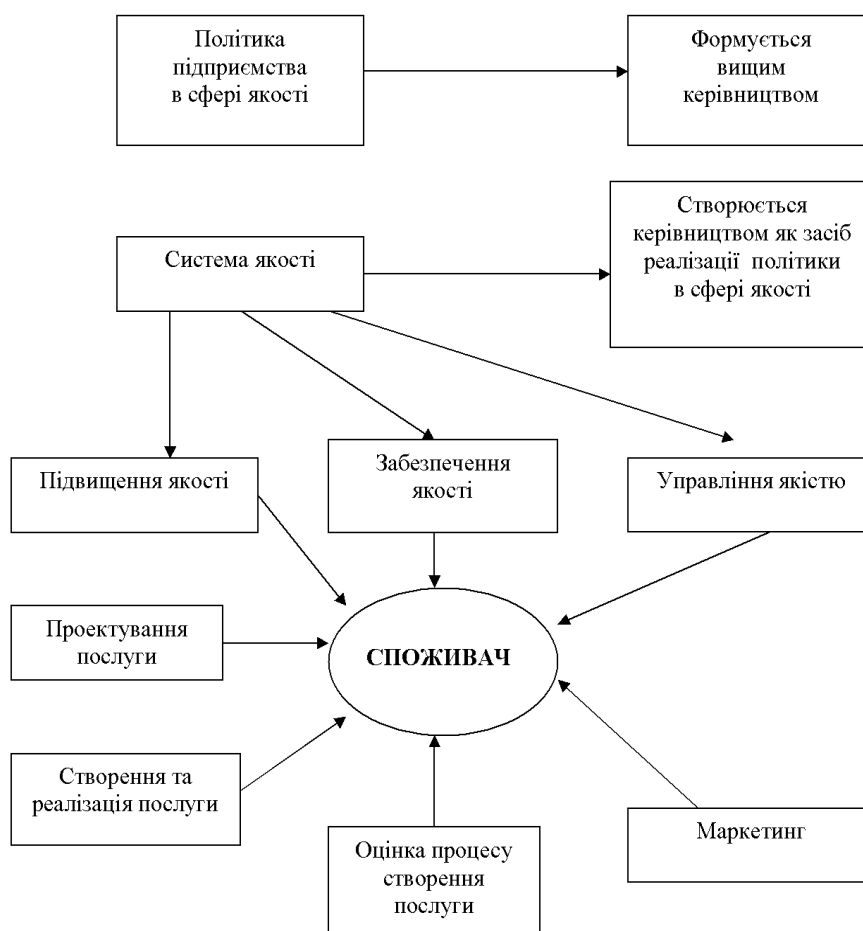 Політика
підприємства
в сфері якості
Формується
вищим
керівництвом
Створюється
керівництвом як засіб
реалізації політики
в сфері якості
Система якості
Підвищення якості
Забезпечення
якості
Управління якістю
Проектування
послуги
СПОЖИВАЧ
Створення та
реалізація послуги
Оцінка процесу
створення
послуги
Маркетинг